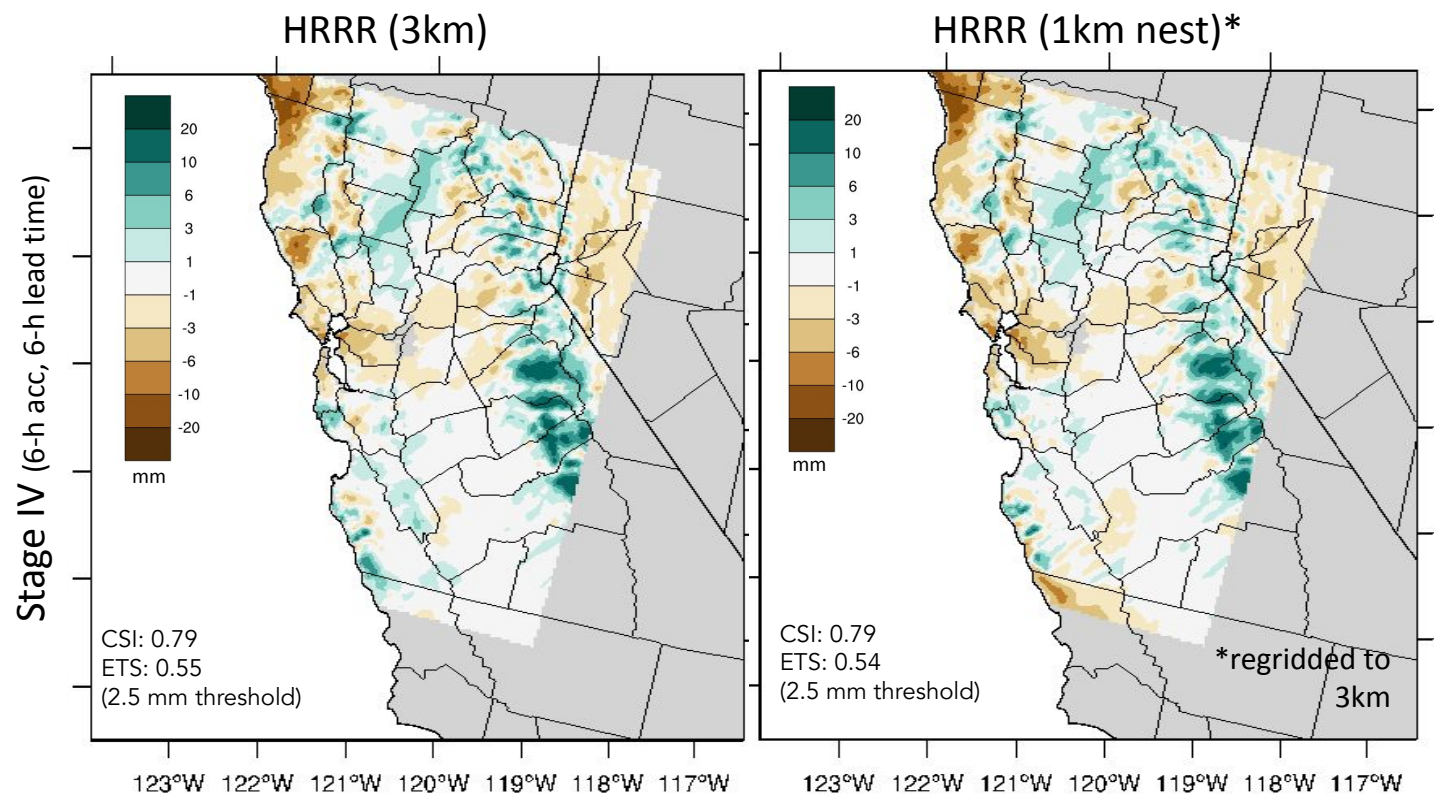 HRRR (3km)
HRRR (1km nest)*
Stage IV (6-h acc, 6-h lead time)
20
10
6
3
1
-1
-3
-6
-10
-20
mm
20
10
6
3
1
-1
-3
-6
-10
-20
mm
CSI: 0.79
ETS: 0.55
(2.5 mm threshold)
CSI: 0.79
ETS: 0.54
(2.5 mm threshold)
*regridded to
3km
123°W 122°W 121°W 120°W 119°W 118°W 117°W
123°W 122°W 121°W 120°W 119°W 118°W 117°W